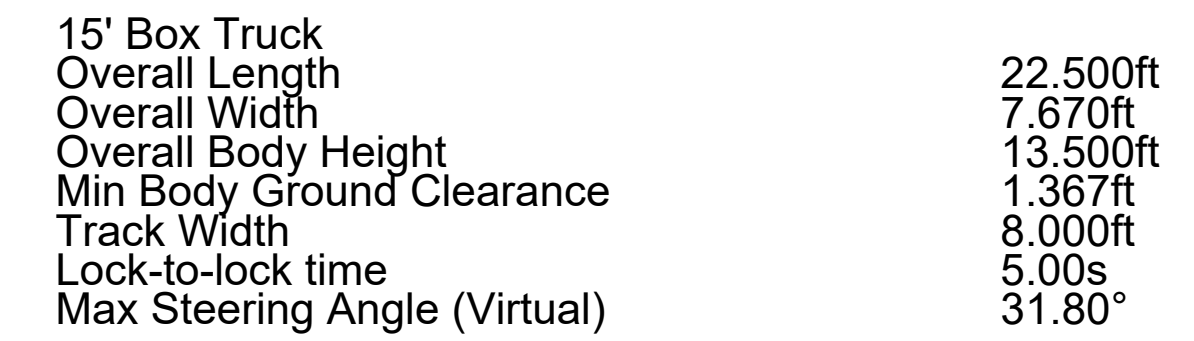 15' Box Truck
Overall Length 22.500ft
Overall Width 7.670ft
Overall Body Height 13.500ft
Min Body Ground Clearance 1.367ft
Track Width 8.000ft
Lock-to-lock time 5.00s
Max Steering Angle (Virtual) 31.80°